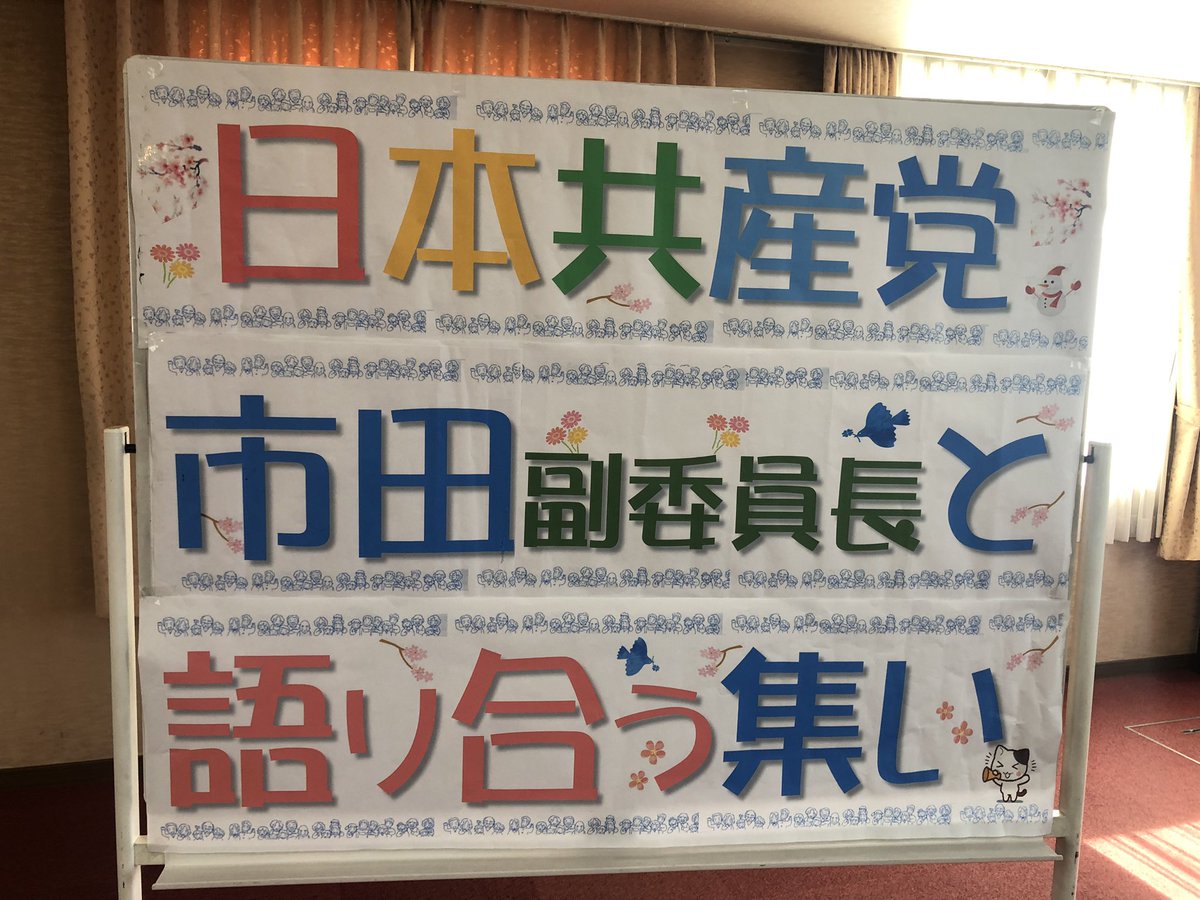 日本共産党
市田副委員長と
語り合う集い